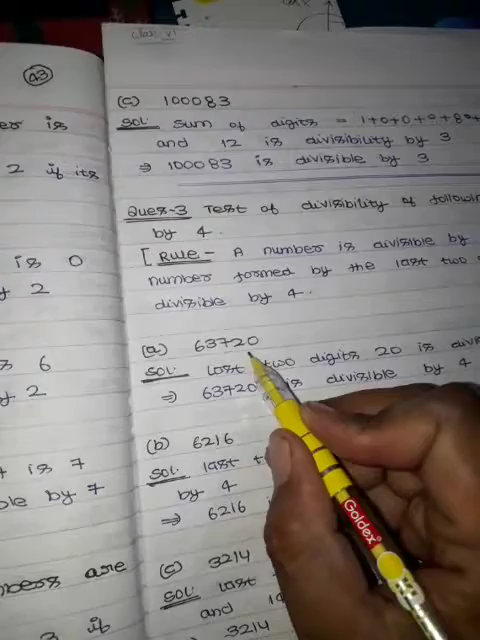 43
er is
2 if its
is 0
y 2
s 6
y 2
t is 7
ble by 7
bers are
3 if
Class VI
(c) 100083
Sol: Sum of digits = 1+0+0+0+8+
and 12 is divisibility by 3
⇒ 100083 is divisible by 3
Ques-3 Test of divisibility of followin
by 4.
[Rule- A number is divisible by
number formed by the last two
divisible by 4.
(a) 63720
Sol: last two digits 20 is divi
⇒ 63720 is divisible by 4
(b) 6216
Sol: last t
by 4
⇒ 6216
(c) 3214
Sol: last
and 14
⇒ 3214
Goldex